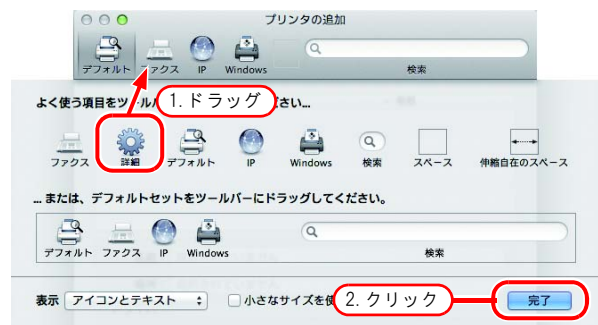 プリンタの追加
デフォルト ファクス IP Windows 検索
よく使う項目をツールバ ださい...
1.ドラッグ
ファクス 詳細 デフォルト IP Windows 検索 スペース 伸縮自在のスペース
... または、デフォルトセットをツールバーにドラッグしてください。
デフォルト ファクス IP Windows 検索
表示 アイコンとテキスト 小さなサイズを使 2.クリック 完了